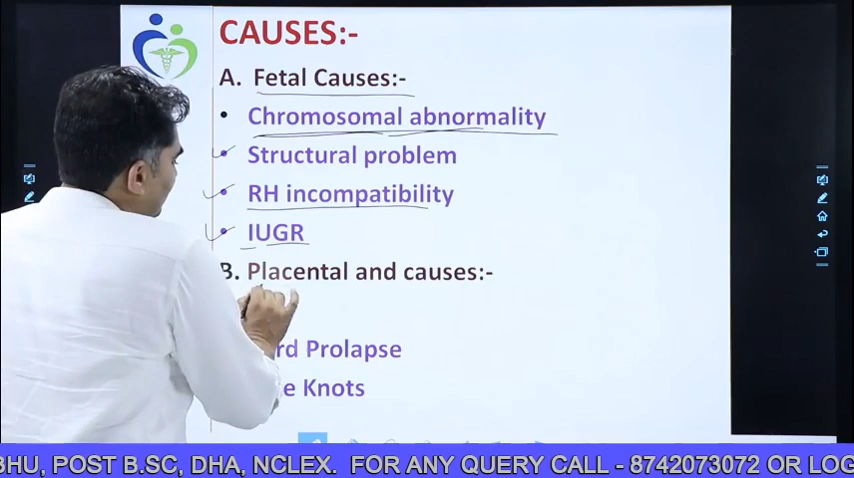 CAUSES:-
A. Fetal Causes:-
• Chromosomal abnormality
• Structural problem
• RH incompatibility
• IUGR
B. Placental and causes:-
Prolapse
Knots
BHU, POST B.SC, DHA, NCLEX. FOR ANY QUERY CALL - 8742073072 OR LOG